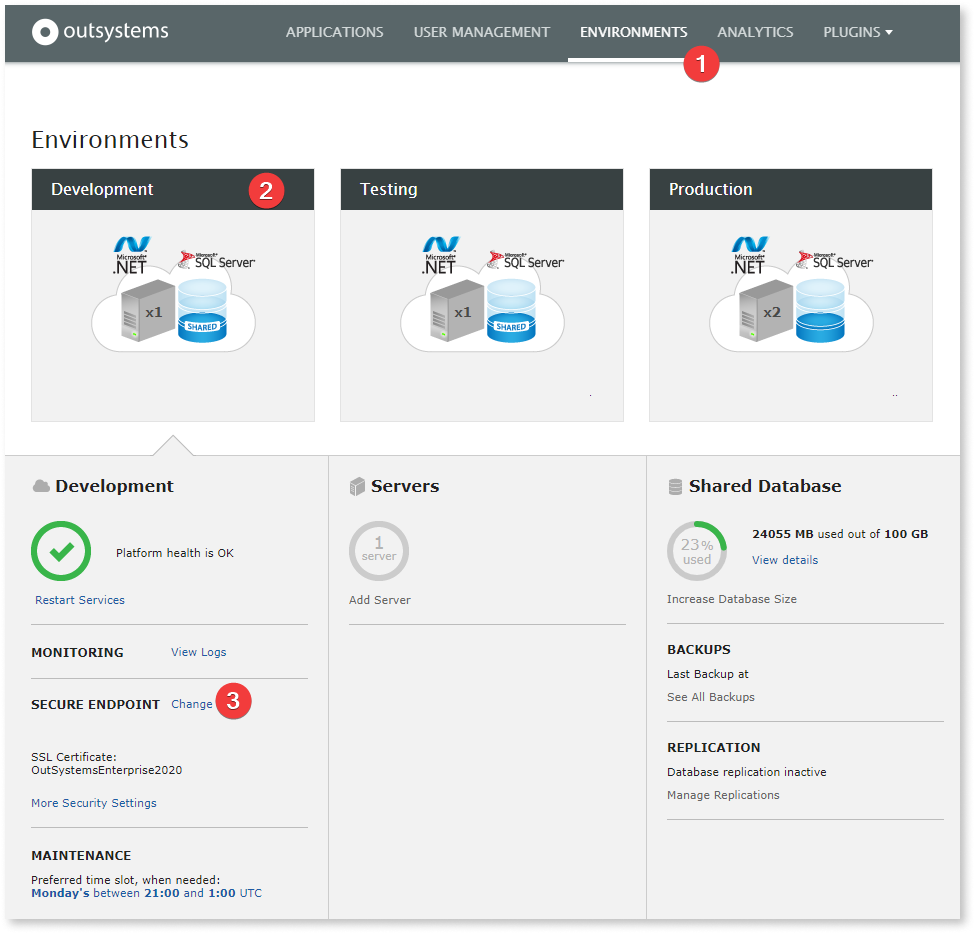 outsystems
APPLICATIONS USER MANAGEMENT ENVIRONMENTS ANALYTICS PLUGINS
1
Environments
Development 2
Testing
Production
Microsoft®
.NET
Microsoft®
SQL Server
x1
SHARED
Microsoft®
.NET
Microsoft®
SQL Server
x1
SHARED
Microsoft®
.NET
Microsoft®
SQL Server
x2
.
..
Development
Platform health is OK
Restart Services
MONITORING View Logs
SECURE ENDPOINT Change 3
SSL Certificate:
OutSystemsEnterprise2020
More Security Settings
MAINTENANCE
Preferred time slot, when needed:
Monday's between 21:00 and 1:00 UTC
Servers
1
server
Add Server
Shared Database
23%
used
24055 MB used out of 100 GB
View details
Increase Database Size
BACKUPS
Last Backup at
See All Backups
REPLICATION
Database replication inactive
Manage Replications